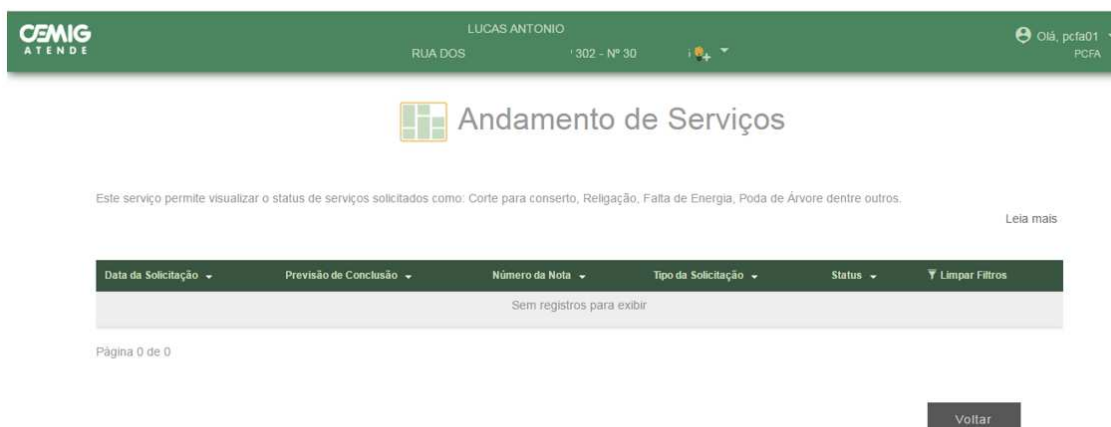 CEMIG
ATENDE
LUCAS ANTONIO
RUA DOS 302 - Nº 30
Olá, pcfa01
PCFA
Andamento de Serviços
Este serviço permite visualizar o status de serviços solicitados como: Corte para conserto, Religação, Falta de Energia, Poda de Árvore dentre outros.
Leia mais
Data da Solicitação Previsão de Conclusão Número da Nota Tipo da Solicitação Status Limpar Filtros
Sem registros para exibir
Página 0 de 0
Voltar